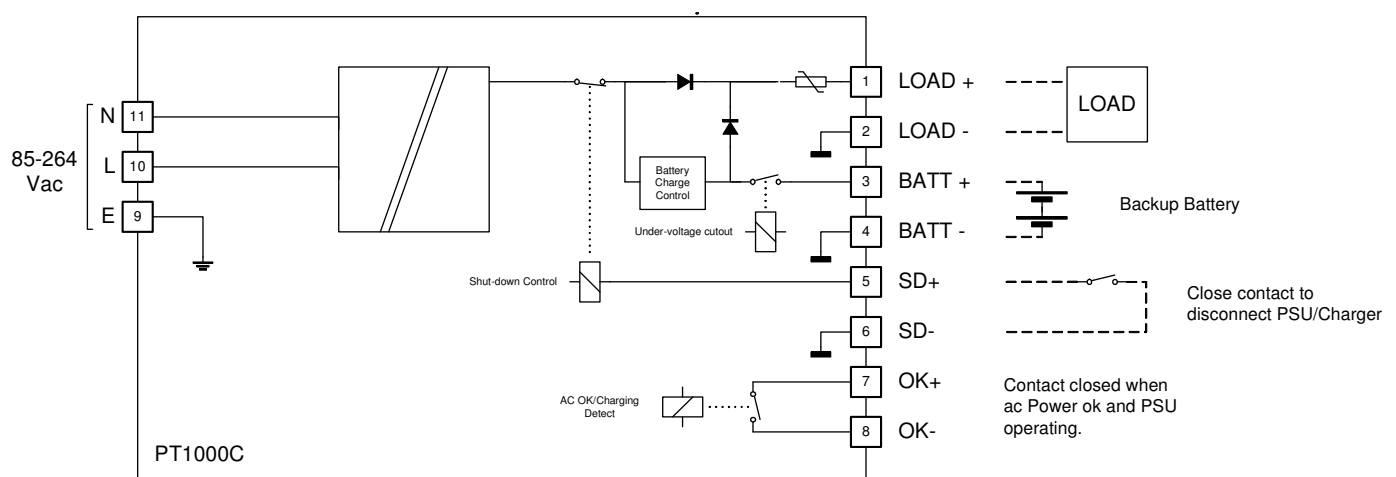 N
11
85-264
Vac
L
10
E
9
PT1000C
Battery
Charge
Control
Under-voltage cutout
Shut-down Control
AC OK/Charging
Detect
1
LOAD +
LOAD
2
LOAD -
3
BATT +
Backup Battery
4
BATT -
5
SD+
Close contact to
disconnect PSU/Charger
6
SD-
7
OK+
Contact closed when
ac Power ok and PSU
operating.
8
OK-